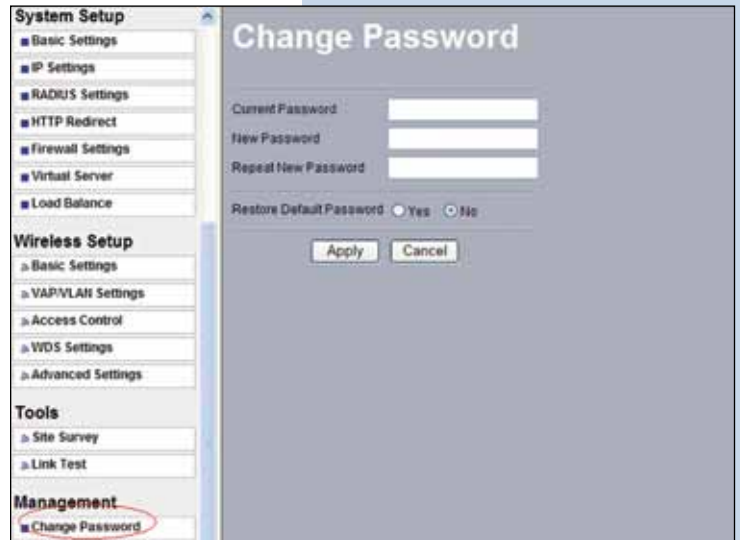 System Setup
Basic Settings
IP Settings
RADIUS Settings
HTTP Redirect
Firewall Settings
Virtual Server
Load Balance
Wireless Setup
Basic Settings
VAP/VLAN Settings
Access Control
WDS Settings
Advanced Settings
Tools
Site Survey
Link Test
Management
Change Password
Change Password
Current Password
New Password
Repeat New Password
Restore Default Password Yes No
Apply Cancel